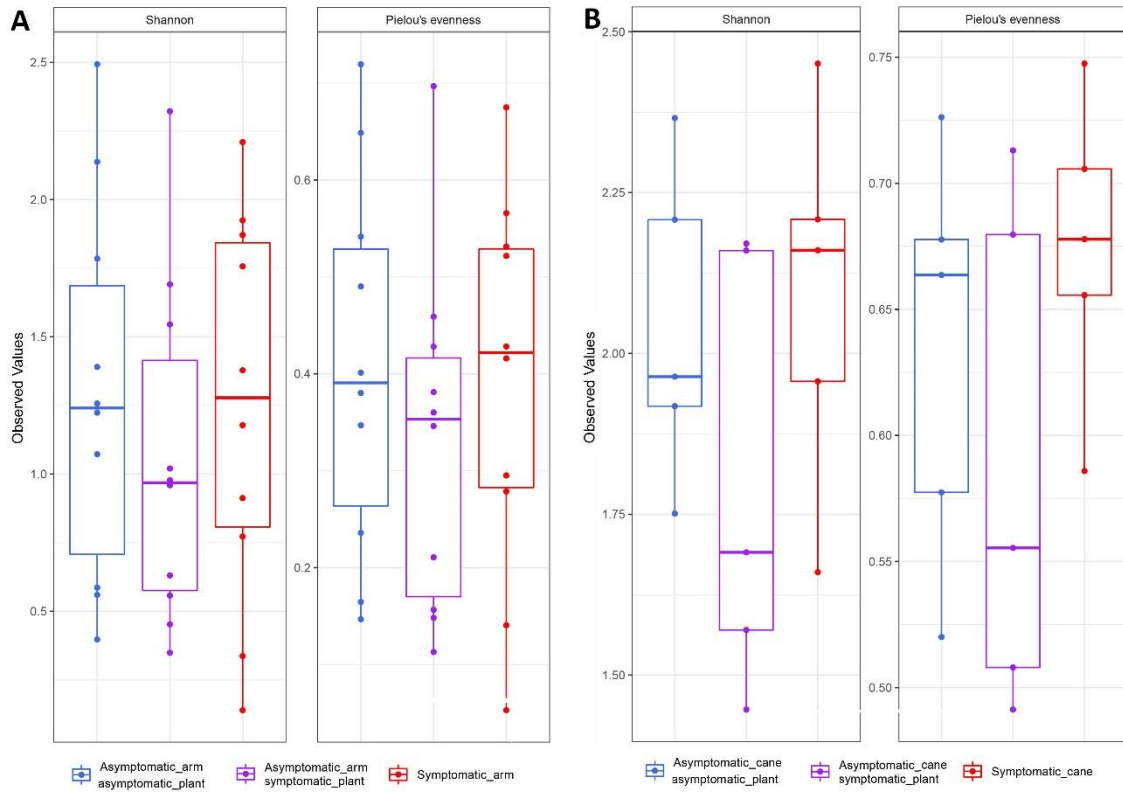 A
Shannon
Pielou's evenness
Observed Values
2.5
2.0
1.5
1.0
0.5
0.6
0.4
0.2
Asymptomatic_arm
asymptomatic_plant
Asymptomatic_arm
symptomatic_plant
Symptomatic_arm
B
Shannon
Pielou's evenness
Observed Values
2.50
2.25
2.00
1.75
1.50
0.75
0.70
0.65
0.60
0.55
0.50
Asymptomatic_cane
asymptomatic_plant
Asymptomatic_cane
symptomatic_plant
Symptomatic_cane